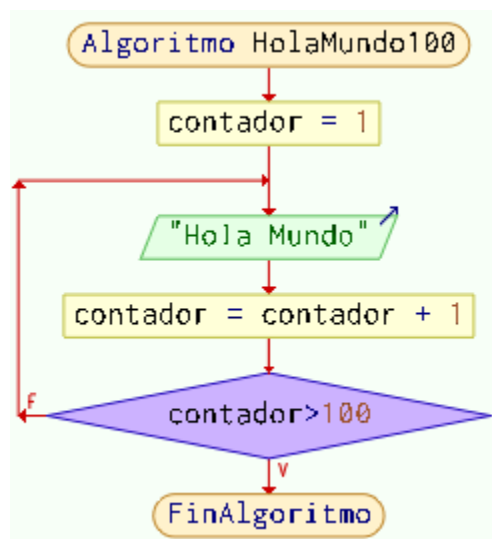 Algoritmo HolaMundo100
contador = 1
"Hola Mundo"
contador = contador + 1
F
contador>100
V
FinAlgoritmo